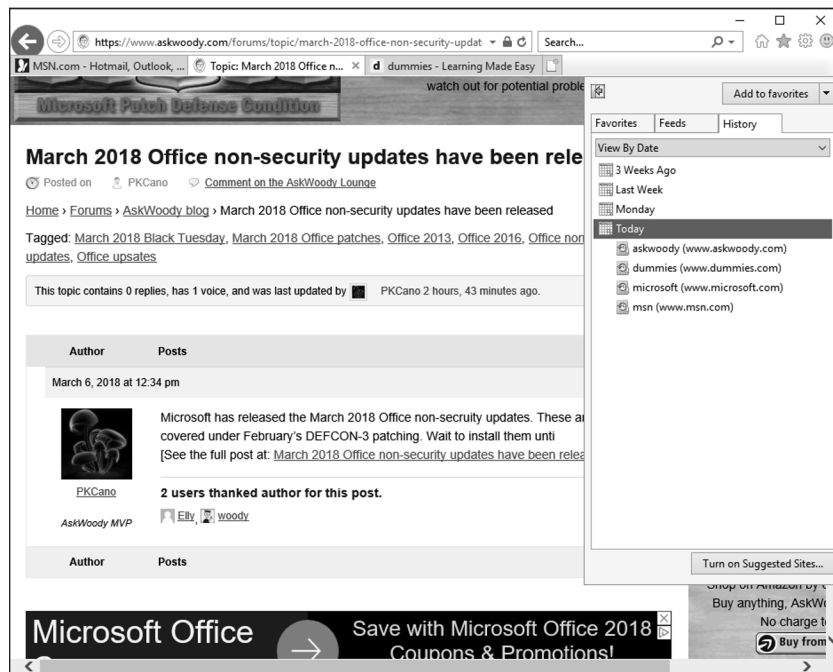 https://www.askwoody.com/forums/topic/march-2018-office-non-security-updat
Search...
MSN.com - Hotmail, Outlook, ...
Topic: March 2018 Office n...
dummies - Learning Made Easy
Microsoft Patch Defense Condition
watch out for potential proble
Add to favorites
Favorites Feeds History
View By Date
3 Weeks Ago
Last Week
Monday
Today
askwoody (www.askwoody.com)
dummies (www.dummies.com)
microsoft (www.microsoft.com)
msn (www.msn.com)
Turn on Suggested Sites...
March 2018 Office non-security updates have been rele
Posted on PKCano Comment on the AskWoody Lounge
Home › Forums › AskWoody blog › March 2018 Office non-security updates have been released
Tagged: March 2018 Black Tuesday, March 2018 Office patches, Office 2013, Office 2016, Office non
updates, Office upsates
This topic contains 0 replies, has 1 voice, and was last updated by PKCano 2 hours, 43 minutes ago.
Author Posts
March 6, 2018 at 12:34 pm
Microsoft has released the March 2018 Office non-secruity updates. These ar
covered under February's DEFCON-3 patching. Wait to install them unti
[See the full post at: March 2018 Office non-security updates have been relea
PKCano
AskWoody MVP
2 users thanked author for this post.
Elly, woody
Author Posts
Shop on Amazon by c
Buy anything, AskWo
No charge to
Buy from
Microsoft Office
Save with Microsoft Office 2018
Coupons & Promotions!